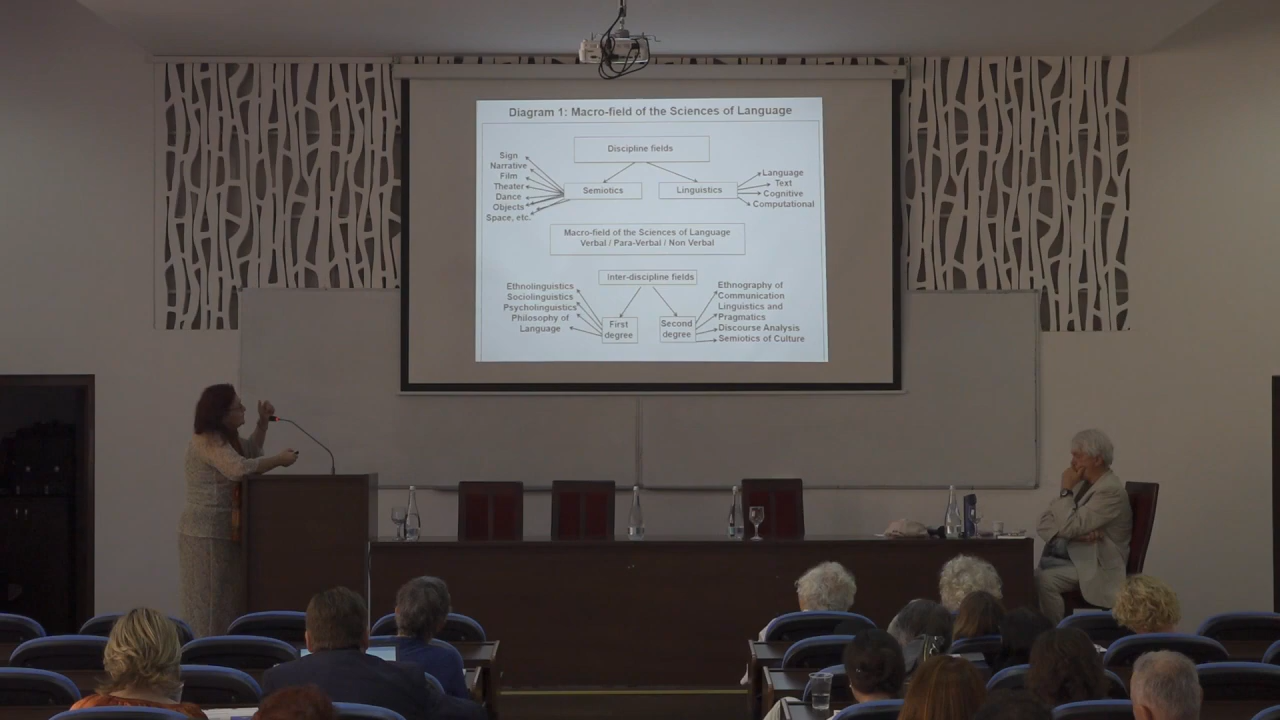 Diagram 1: Macro-field of the Sciences of Language
Discipline fields
Sign
Narrative
Film
Theater
Dance
Objects
Space, etc.
Semiotics
Linguistics
Language
Text
Cognitive
Computational
Macro-field of the Sciences of Language
Verbal / Para-Verbal / Non Verbal
Inter-discipline fields
Ethnolinguistics
Sociolinguistics
Psycholinguistics
Philosophy of
Language
First
degree
Second
degree
Ethnography of
Communication
Linguistics and
Pragmatics
Discourse Analysis
Semiotics of Culture